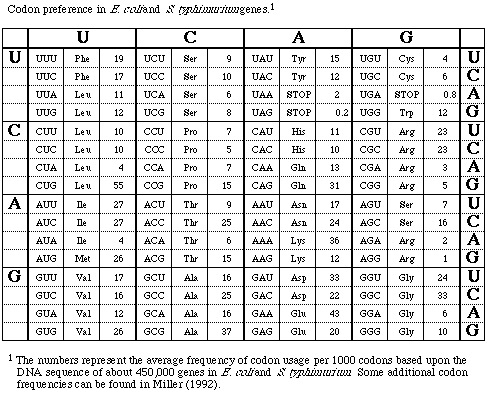 Codon preference in E. coli and S typhimurium genes.1
U C A G
U UUU Phe 19 UCU Ser 9 UAU Tyr 15 UGU Cys 4 U
UUC Phe 17 UCC Ser 10 UAC Tyr 12 UGC Cys 6 C
UUA Leu 11 UCA Ser 6 UAA STOP 2 UGA STOP 0.8 A
UUG Leu 12 UCG Ser 8 UAG STOP 0.2 UGG Trp 12 G
C CUU Leu 10 CCU Pro 7 CAU His 11 CGU Arg 23 U
CUC Leu 10 CCC Pro 5 CAC His 10 CGC Arg 23 C
CUA Leu 4 CCA Pro 7 CAA Gln 13 CGA Arg 3 A
CUG Leu 55 CCG Pro 15 CAG Gln 31 CGG Arg 5 G
A AUU Ile 27 ACU Thr 9 AAU Asn 17 AGU Ser 7 U
AUC Ile 27 ACC Thr 25 AAC Asn 24 AGC Ser 16 C
AUA Ile 4 ACA Thr 6 AAA Lys 36 AGA Arg 2 A
AUG Met 26 ACG Thr 15 AAG Lys 12 AGG Arg 1 G
G GUU Val 17 GCU Ala 16 GAU Asp 33 GGU Gly 24 U
GUC Val 16 GCC Ala 25 GAC Asp 22 GGC Gly 33 C
GUA Val 12 GCA Ala 16 GAA Glu 43 GGA Gly 6 A
GUG Val 26 GCG Ala 37 GAG Glu 20 GGG Gly 10 G
1 The numbers represent the average frequency of codon usage per 1000 codons based upon the
DNA sequence of about 450,000 genes in E. coli and S typhimurium. Some additional codon
frequencies can be found in Miller (1992).